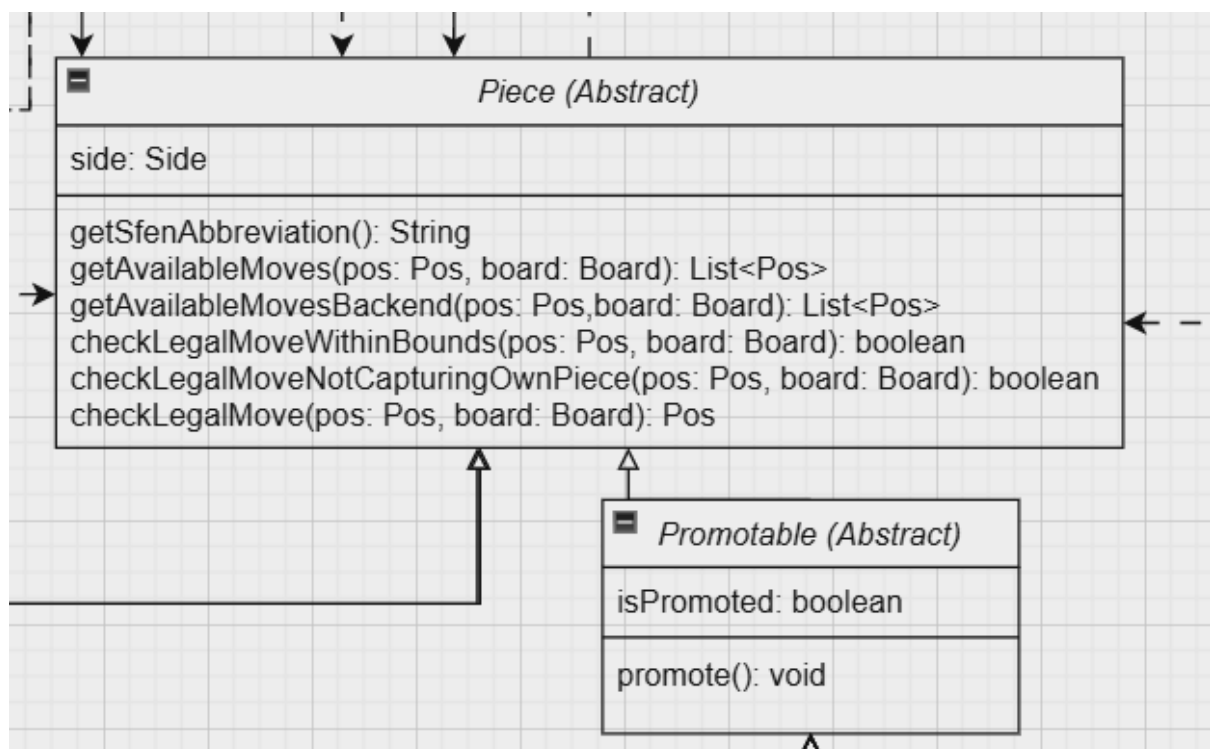 Piece (Abstract)
side: Side
getSfenAbbreviation(): String
getAvailableMoves(pos: Pos, board: Board): List<Pos>
getAvailableMovesBackend(pos: Pos,board: Board): List<Pos>
checkLegalMoveWithinBounds(pos: Pos, board: Board): boolean
checkLegalMoveNotCapturingOwnPiece(pos: Pos, board: Board): boolean
checkLegalMove(pos: Pos, board: Board): Pos
Promotable (Abstract)
isPromoted: boolean
promote(): void